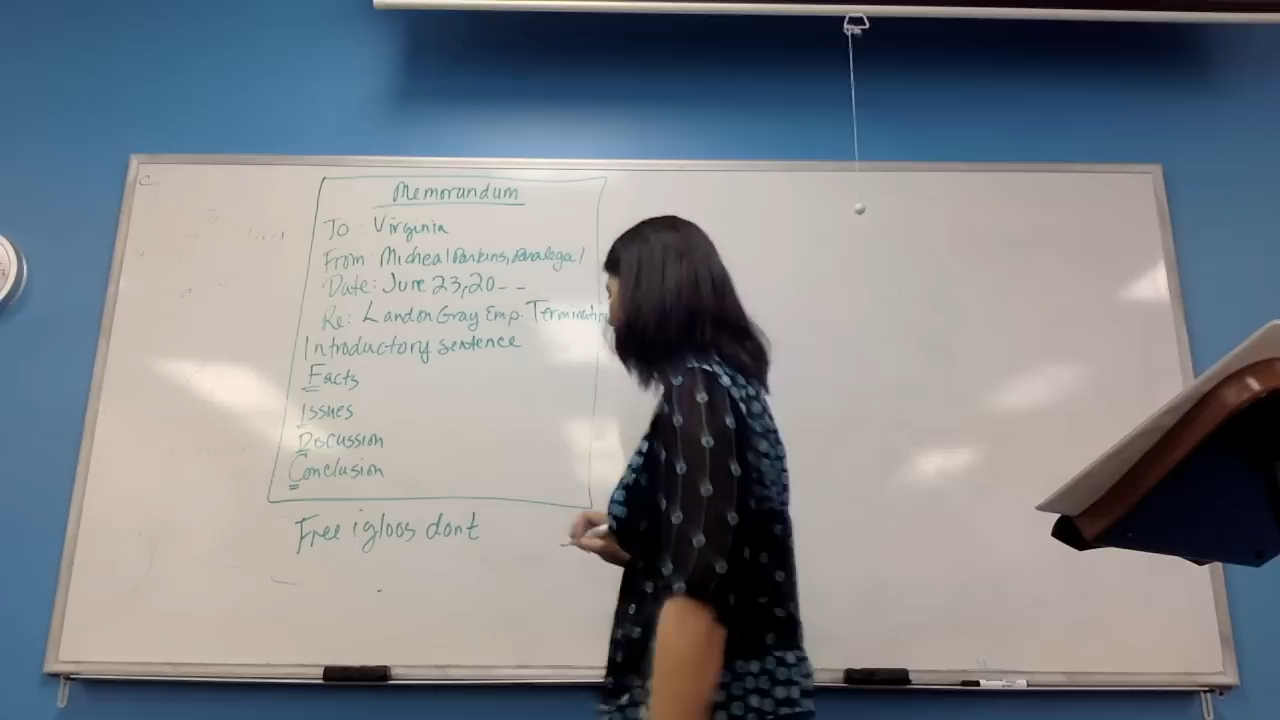 Memorandum
To: Virginia
From: Micheal Parkins, Paralegal
Date: June 23, 20--
Re: Landon Gray Emp. Termination
Introductory sentence
Facts
Issues
Discussion
Conclusion
Free igloos dont